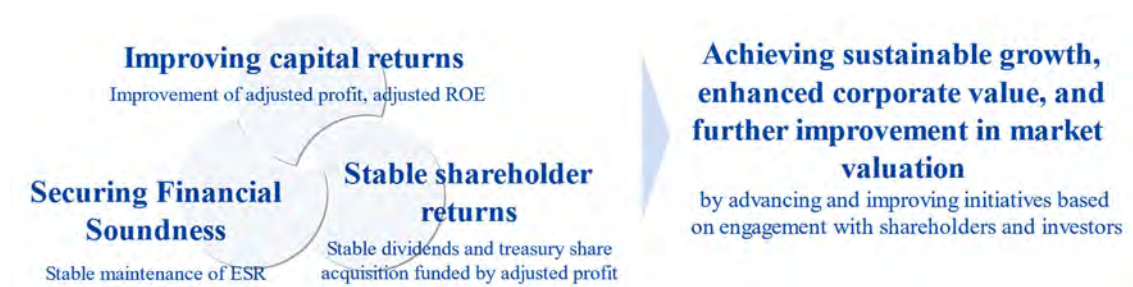 Improving capital returns
Improvement of adjusted profit, adjusted ROE
Securing Financial
Soundness
Stable maintenance of ESR
Stable shareholder
returns
Stable dividends and treasury share
acquisition funded by adjusted profit
Achieving sustainable growth,
enhanced corporate value, and
further improvement in market
valuation
by advancing and improving initiatives based
on engagement with shareholders and investors